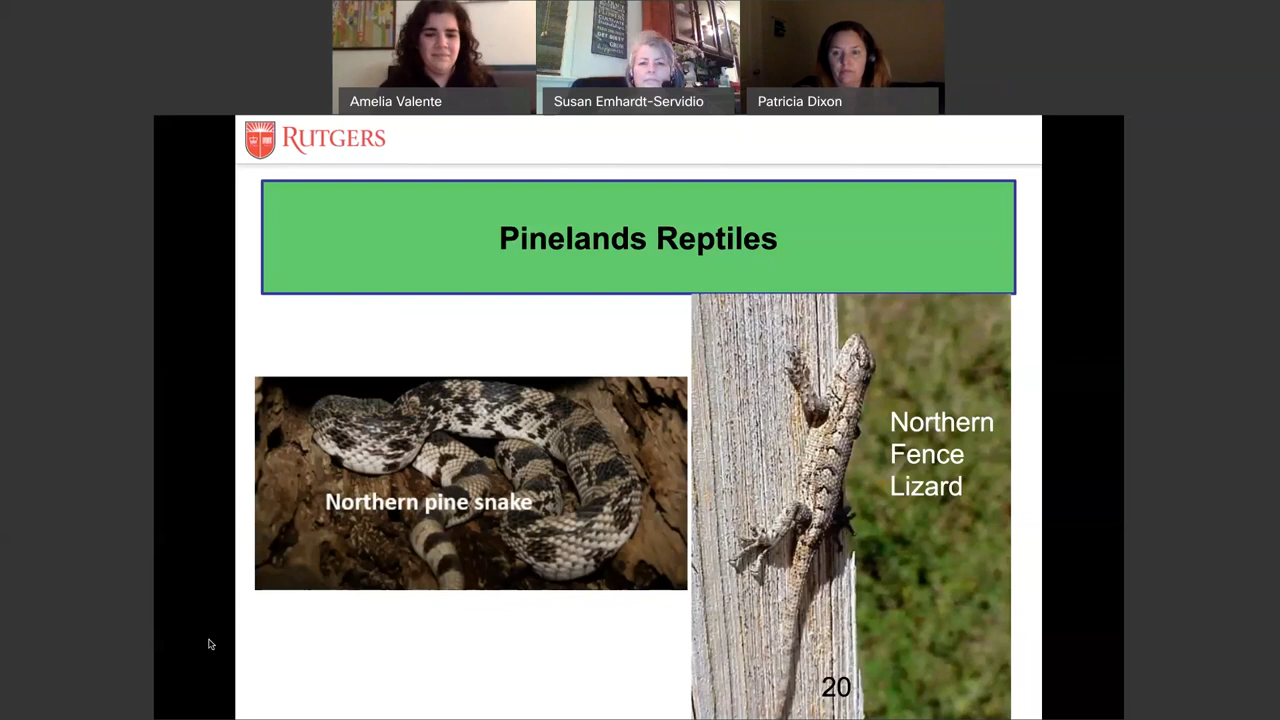 Amelia Valente
Susan Emhardt-Servidio
Patricia Dixon
RUTGERS
Pinelands Reptiles
Northern pine snake
Northern
Fence
Lizard
20